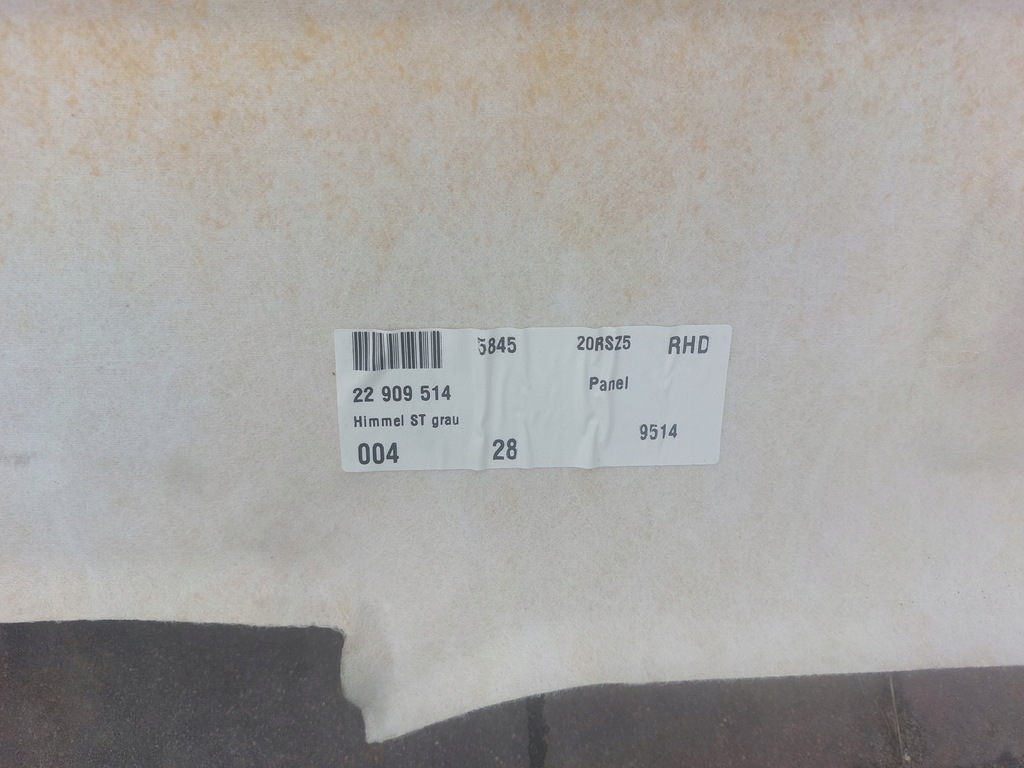 5845 20RSZ5 RHD
22 909 514 Panel
Himmel ST grau 9514
004 28